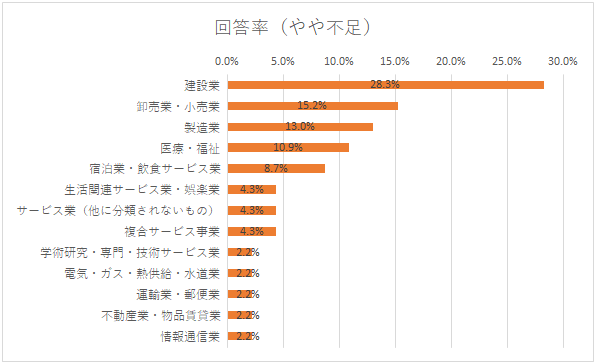 回答率（やや不足）
0.0% 5.0% 10.0% 15.0% 20.0% 25.0% 30.0%
建設業 28.3%
卸売業・小売業 15.2%
製造業 13.0%
医療・福祉 10.9%
宿泊業・飲食サービス業 8.7%
生活関連サービス業・娯楽業 4.3%
サービス業（他に分類されないもの） 4.3%
複合サービス事業 4.3%
学術研究・専門・技術サービス業 2.2%
電気・ガス・熱供給・水道業 2.2%
運輸業・郵便業 2.2%
不動産業・物品賃貸業 2.2%
情報通信業 2.2%